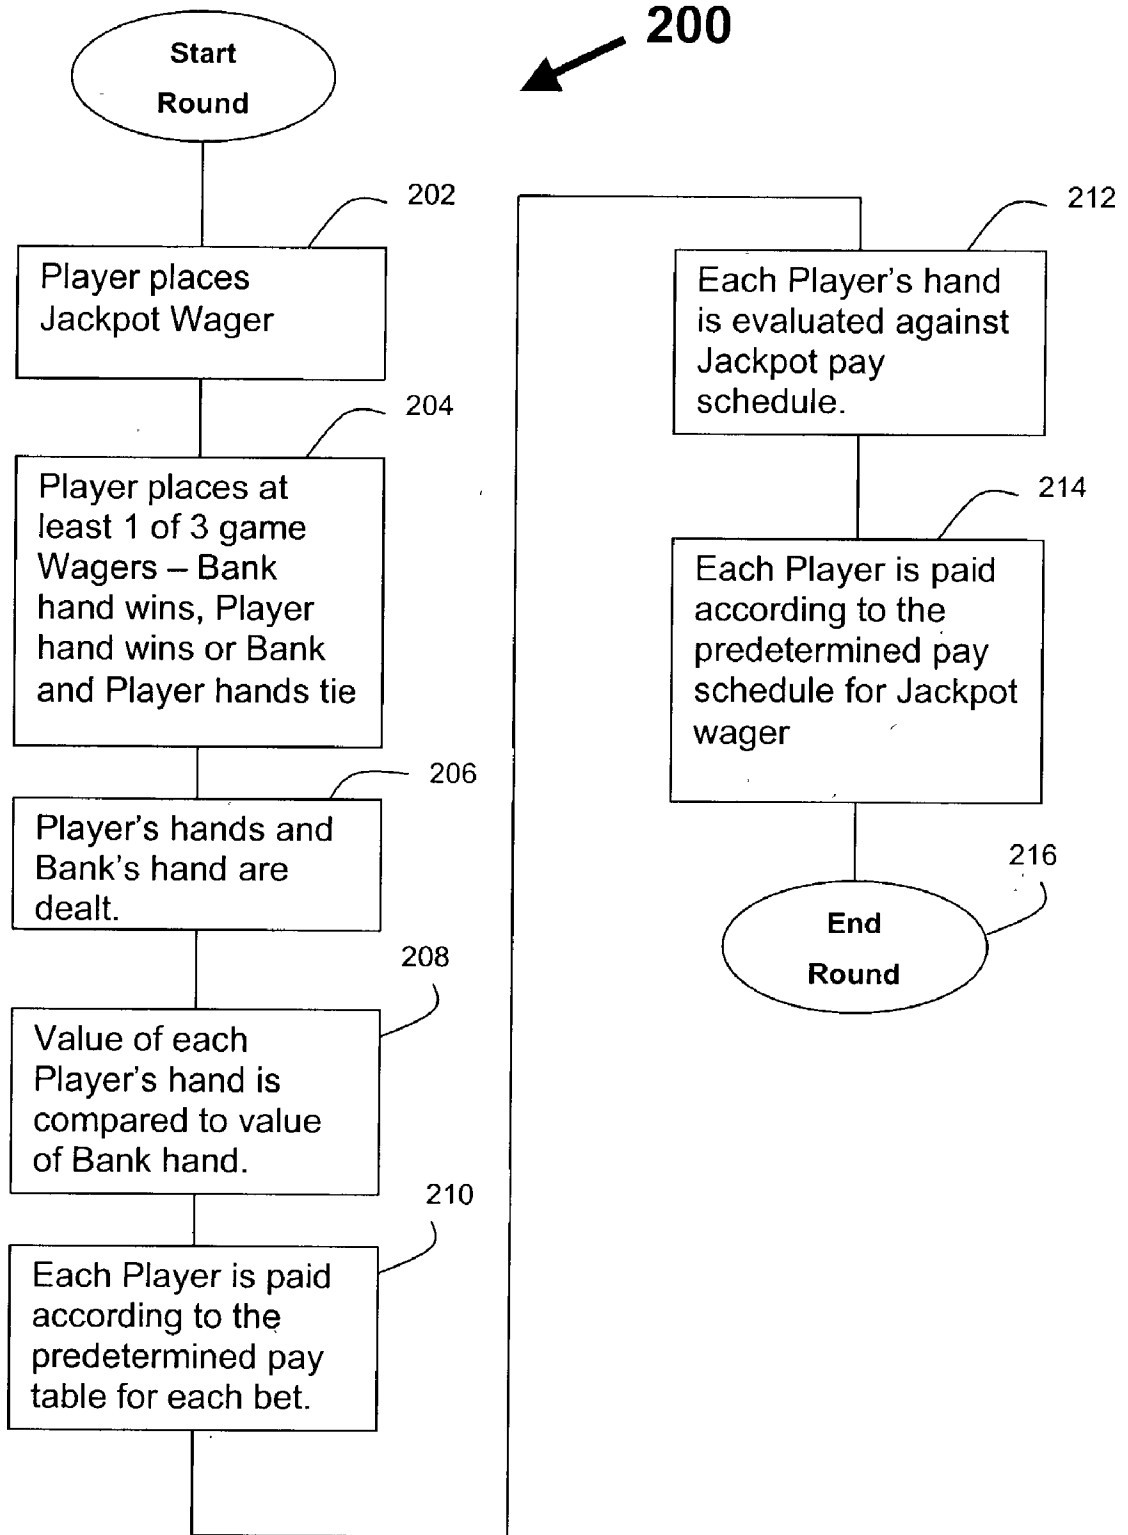 200
Start
Round
202
Player places
Jackpot Wager
204
Player places at
least 1 of 3 game
Wagers – Bank
hand wins, Player
hand wins or Bank
and Player hands tie
206
Player's hands and
Bank's hand are
dealt.
208
Value of each
Player's hand is
compared to value
of Bank hand.
210
Each Player is paid
according to the
predetermined pay
table for each bet.
212
Each Player's hand
is evaluated against
Jackpot pay
schedule.
214
Each Player is paid
according to the
predetermined pay
schedule for Jackpot
wager
216
End
Round